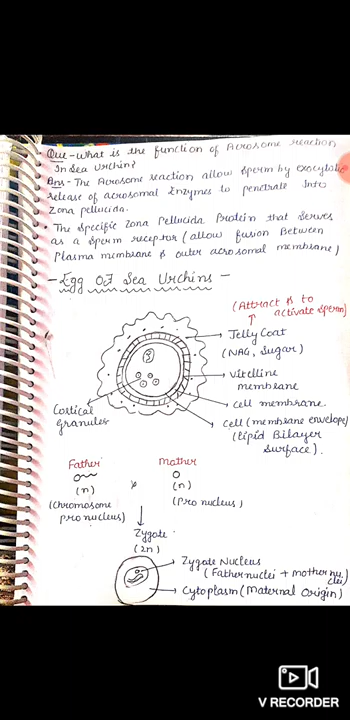 Que - What is the function of Acrosome reaction
In Sea Urchin?
Ans - The Acrosome reaction allow sperm by exocytotic
release of acrosomal Enzymes to penetrate Into
Zona pellucida.
The specific Zona Pellucida Protein that serves
as a sperm receptor (allow fusion Between
Plasma membrane & outer acrosomal membrane)
- Egg Of Sea Urchins -
(Attract & to
activate sperm)
Jelly Coat
(NAG, Sugar)
Vitelline
membrane
cell membrane.
cell (membrane envelope)
(lipid Bilayer
Surface).
Cortical
Granules
Father Mather
(n) × (n)
(Chromosome (Pro nucleus)
pro nucleus)
Zygote
(2n)
Zygote Nucleus
(Father nuclei + mother nu
clei)
Cytoplasm (Maternal Origin)
V RECORDER